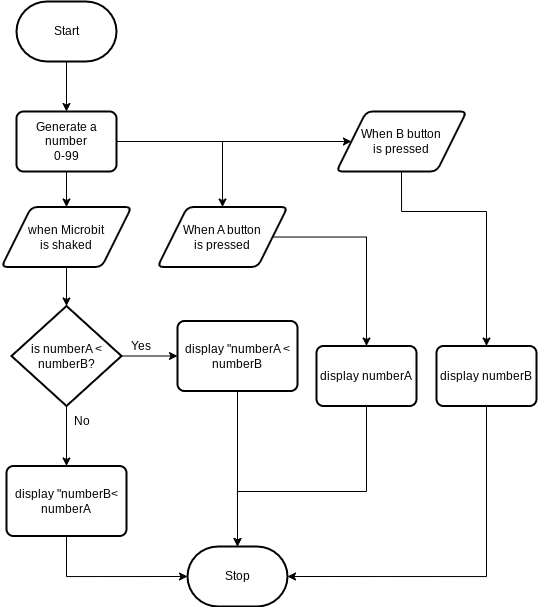 Start
Generate a
number
0-99
When B button
is pressed
when Microbit
is shaked
When A button
is pressed
is numberA <
numberB?
Yes
display "numberA <
numberB
display numberA
display numberB
No
display "numberB<
numberA
Stop